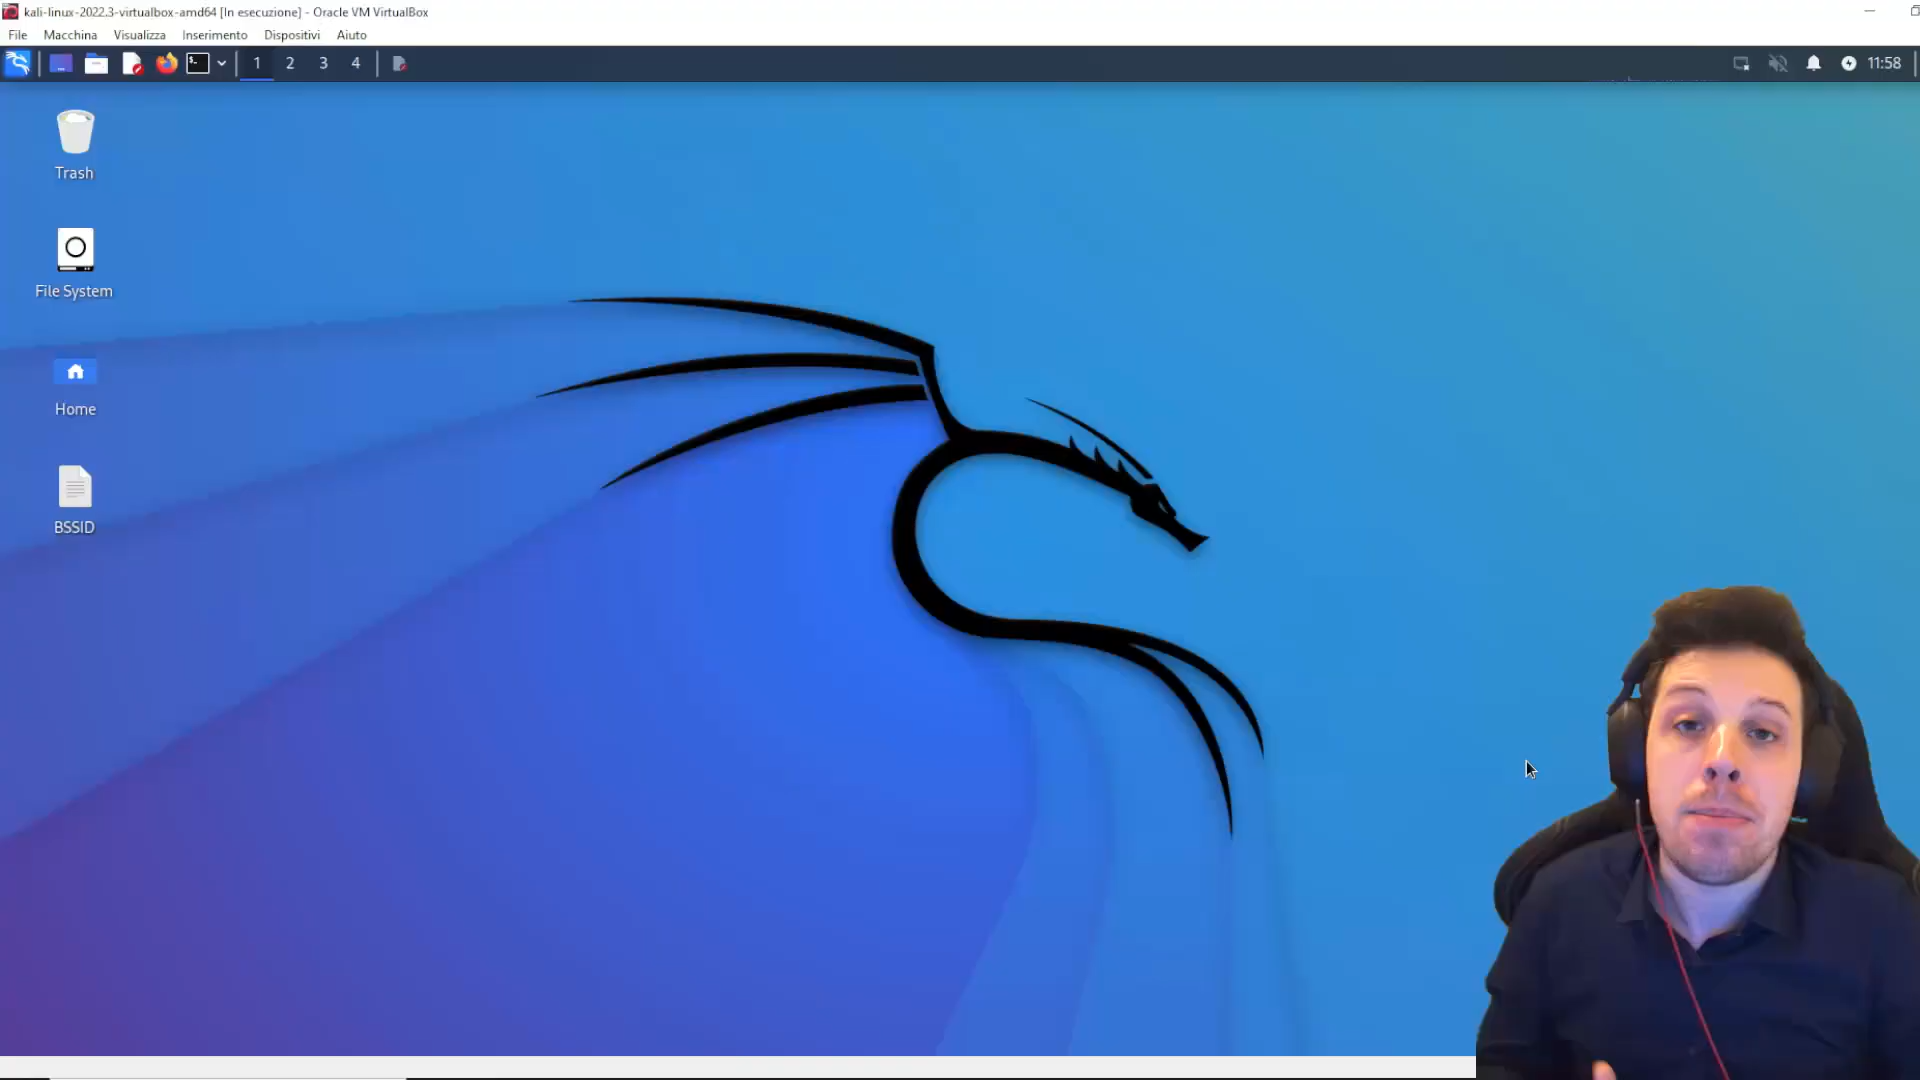 kali-linux-2022.3-virtualbox-amd64 [In esecuzione] - Oracle VM VirtualBox
File Macchina Visualizza Inserimento Dispositivi Aiuto
1 2 3 4 11:58
Trash
File System
Home
BSSID